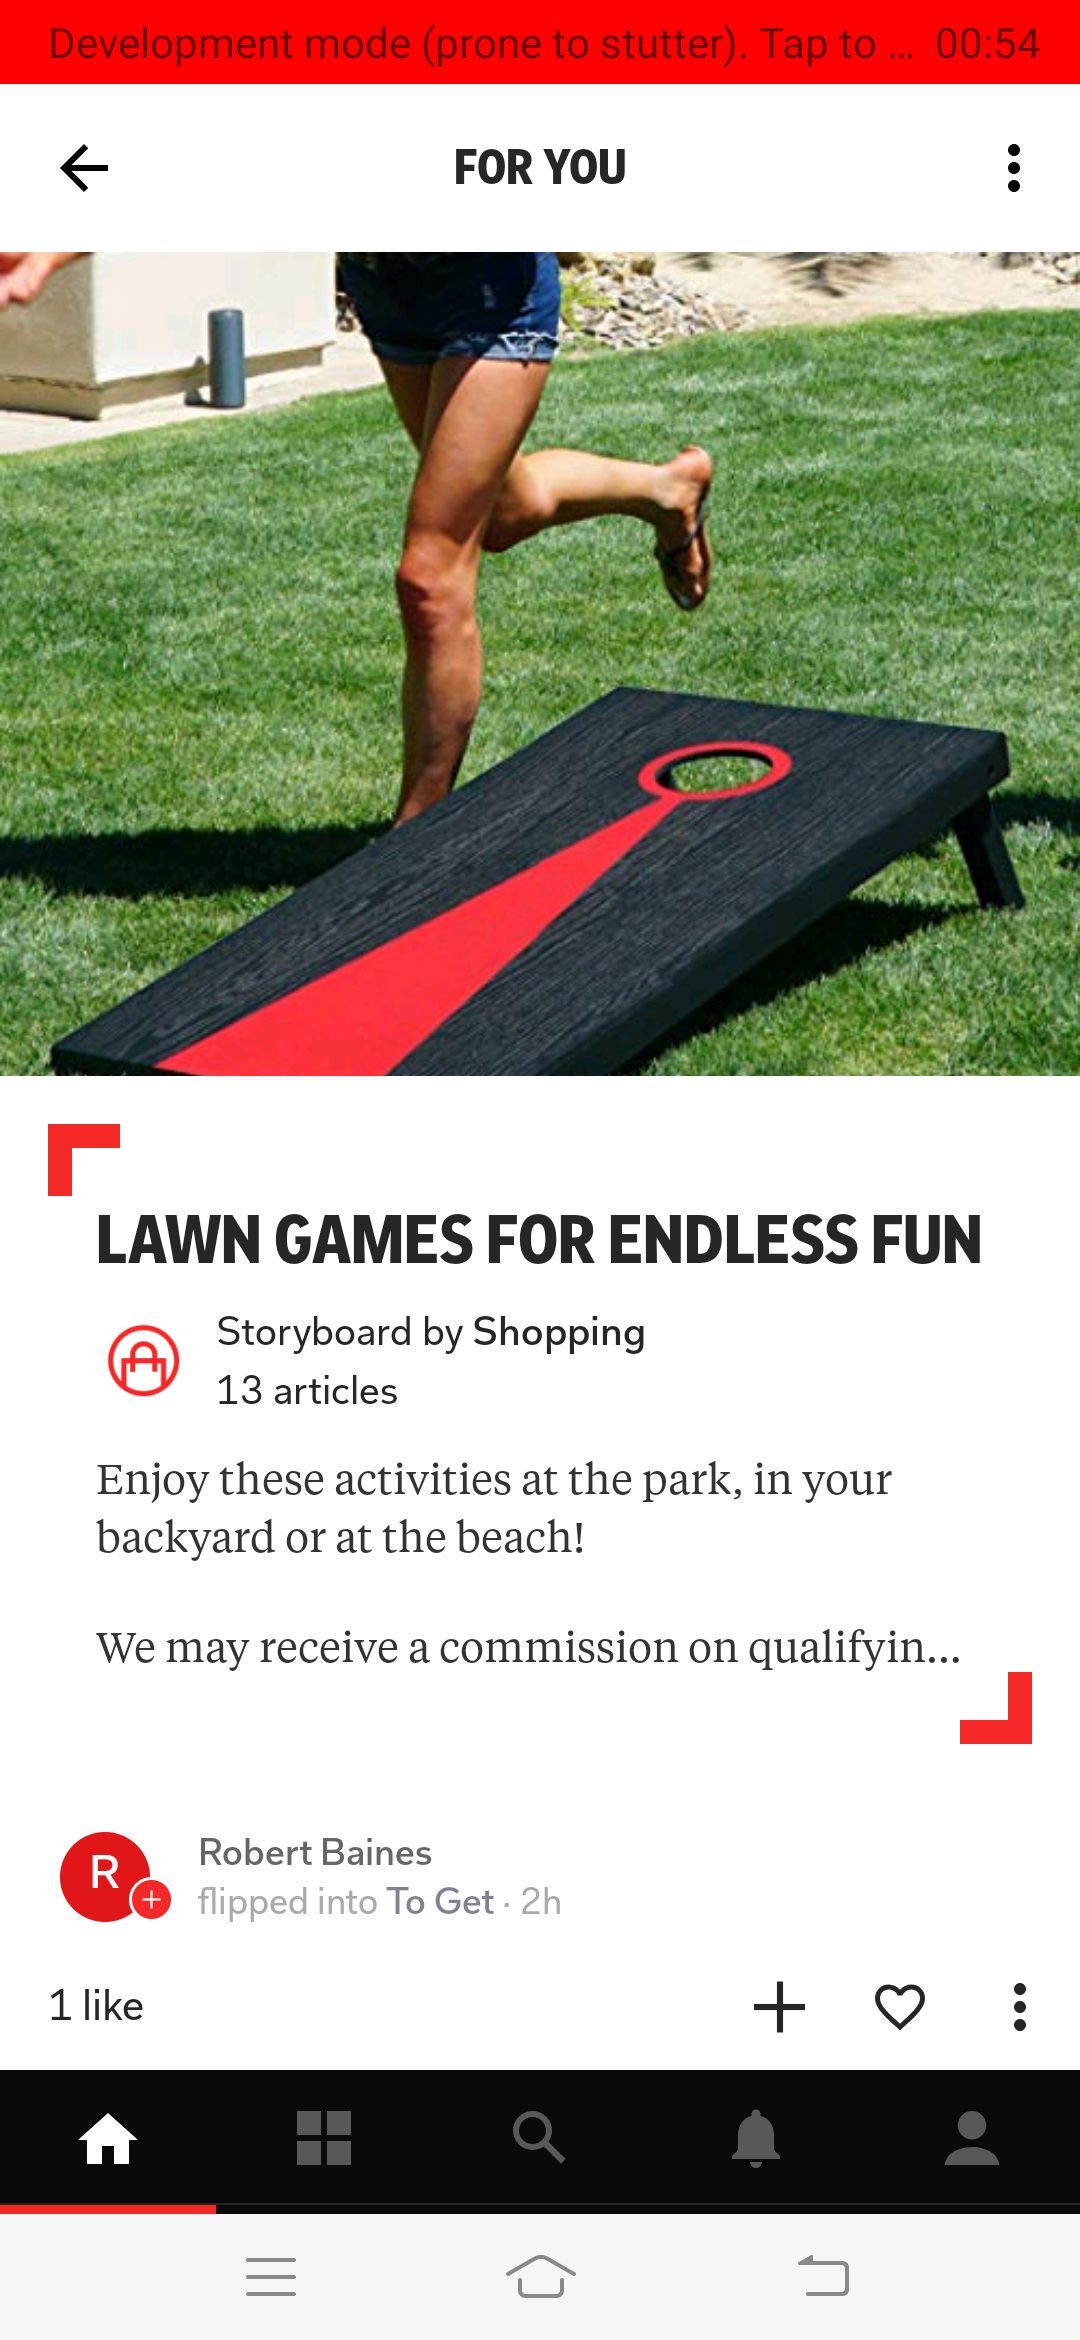 Development mode (prone to stutter). Tap to ... 00:54
FOR YOU
LAWN GAMES FOR ENDLESS FUN
Storyboard by Shopping
13 articles
Enjoy these activities at the park, in your
backyard or at the beach!
We may receive a commission on qualifyin...
R
Robert Baines
flipped into To Get · 2h
1 like